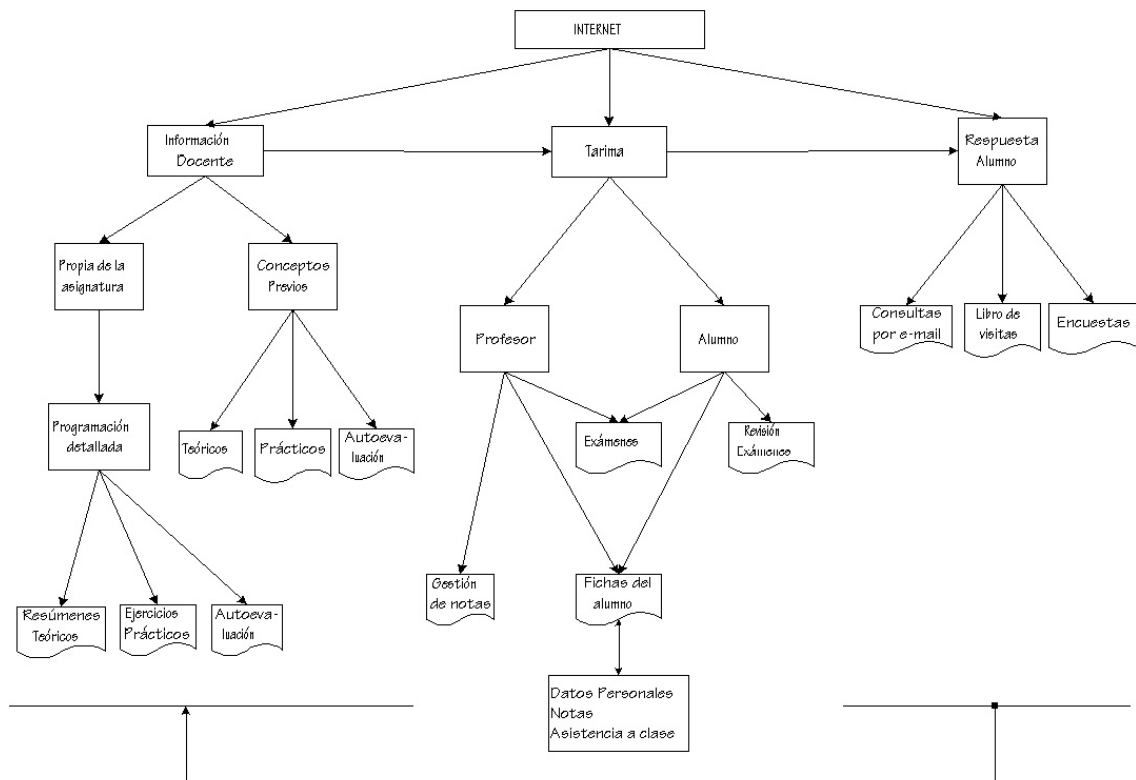 INTERNET
Información
Docente
Tarima
Respuesta
Alumno
Propia de la
asignatura
Conceptos
Previos
Profesor
Alumno
Consultas
por e-mail
Libro de
visitas
Encuestas
Programación
detallada
Teóricos
Prácticos
Autoeva-
luación
Exámenes
Revisión
Exámenes
Gestión
de notas
Fichas del
alumno
Resúmenes
Teóricos
Ejercicios
Prácticos
Autoeva-
luación
Datos Personales
Notas
Asistencia a clase